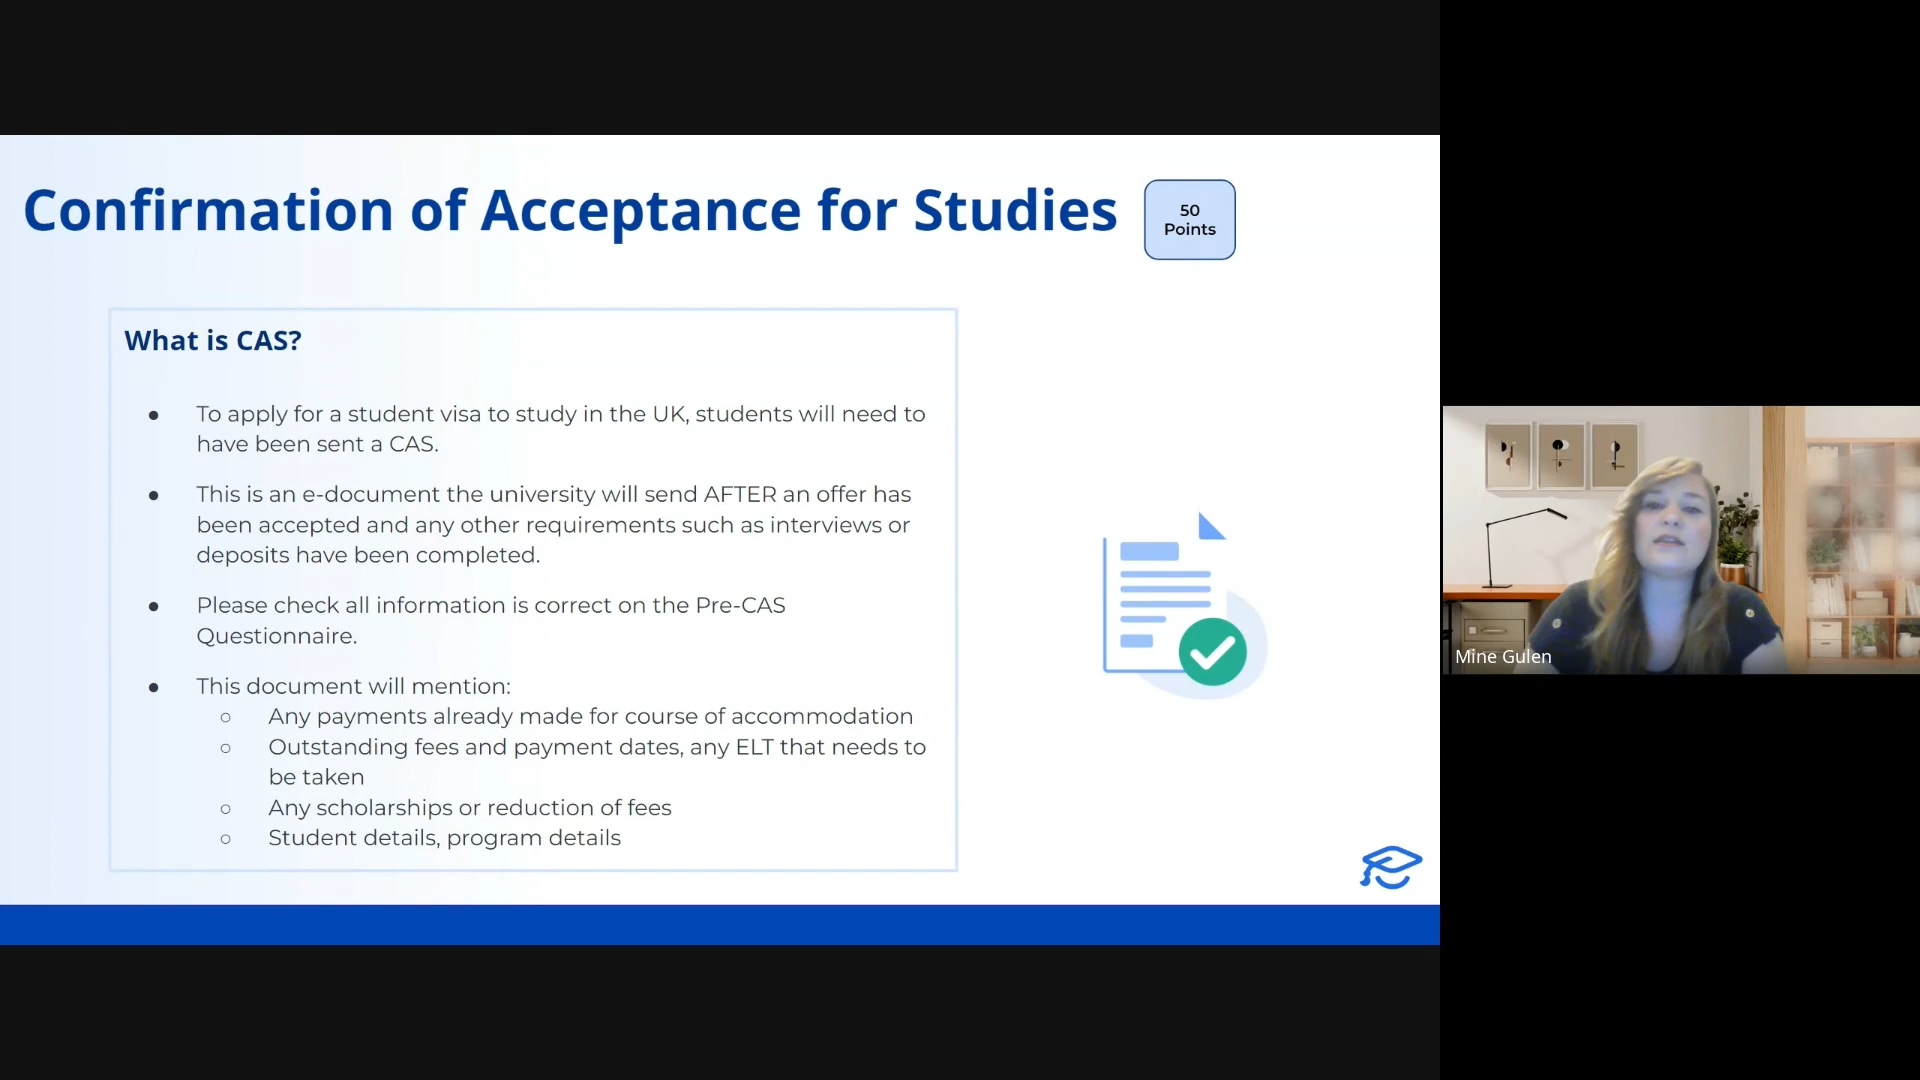 Confirmation of Acceptance for Studies
50
Points
What is CAS?
● To apply for a student visa to study in the UK, students will need to
have been sent a CAS.
● This is an e-document the university will send AFTER an offer has
been accepted and any other requirements such as interviews or
deposits have been completed.
● Please check all information is correct on the Pre-CAS
Questionnaire.
● This document will mention:
○ Any payments already made for course of accommodation
○ Outstanding fees and payment dates, any ELT that needs to
be taken
○ Any scholarships or reduction of fees
○ Student details, program details
Mine Gulen